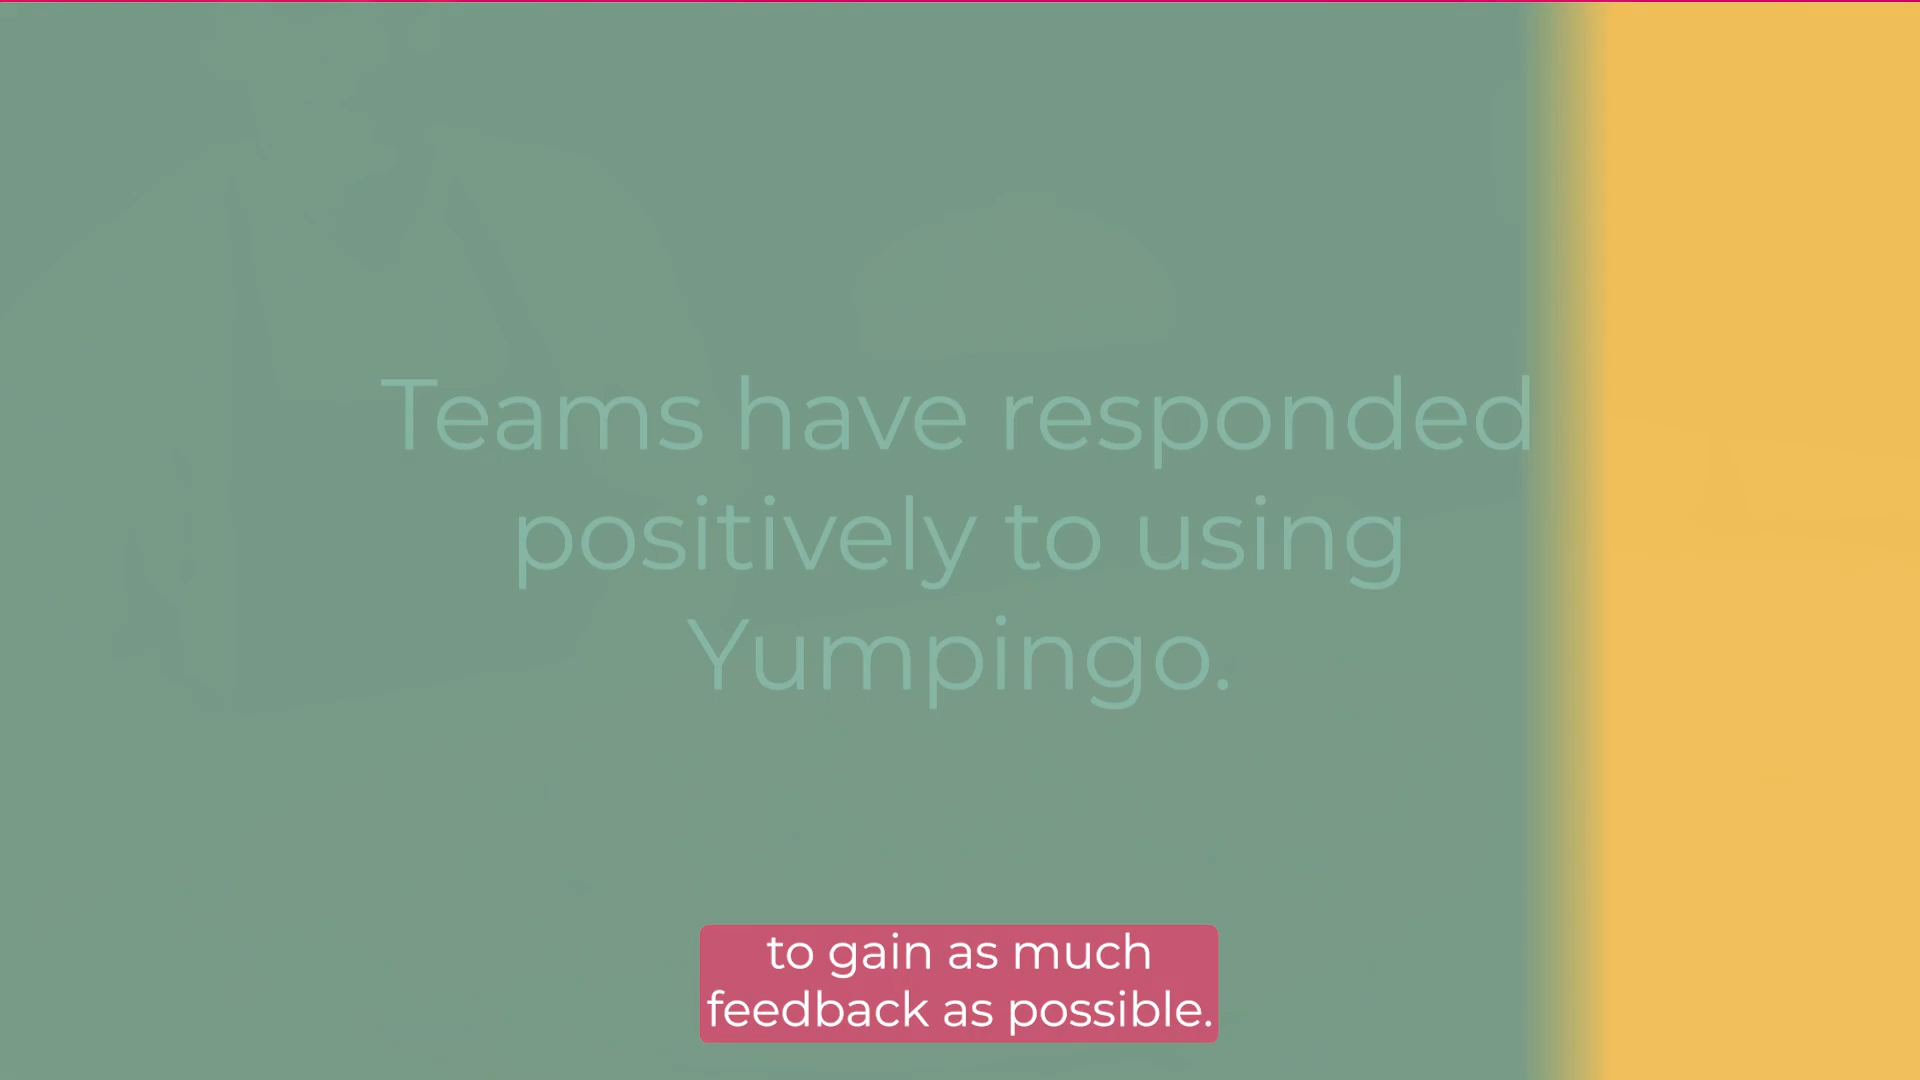 Teams have responded
positively to using
Yumpingo.
to gain as much
feedback as possible.